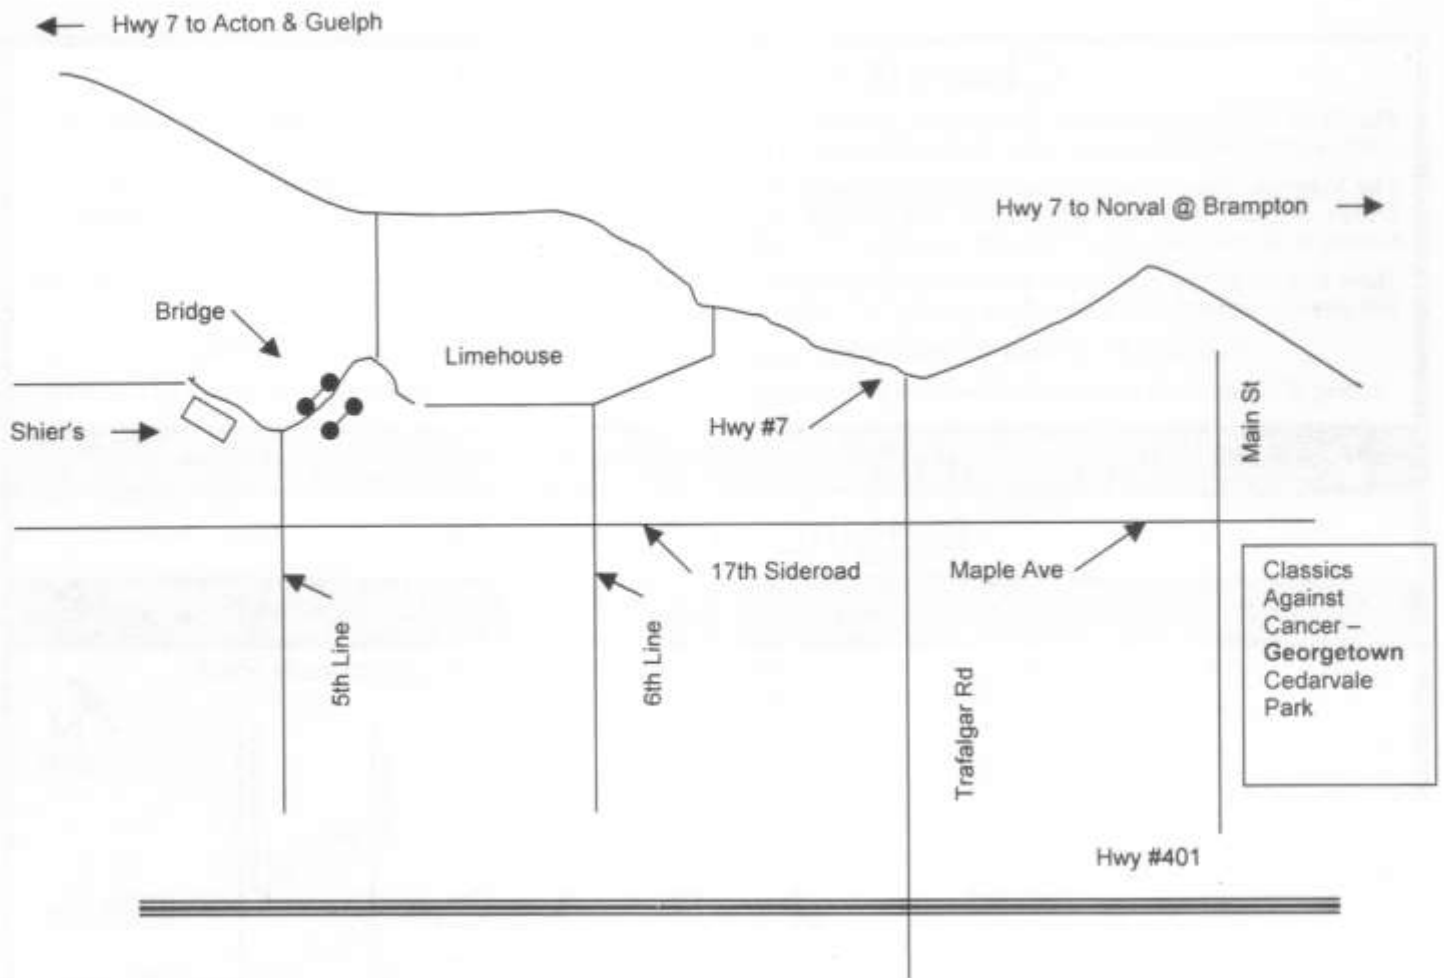 Hwy 7 to Acton & Guelph
Hwy 7 to Norval @ Brampton
Bridge
Limehouse
Shier's
Hwy #7
Main St
17th Sideroad
Maple Ave
5th Line
6th Line
Trafalgar Rd
Classics
Against
Cancer –
Georgetown
Cedarvale
Park
Hwy #401